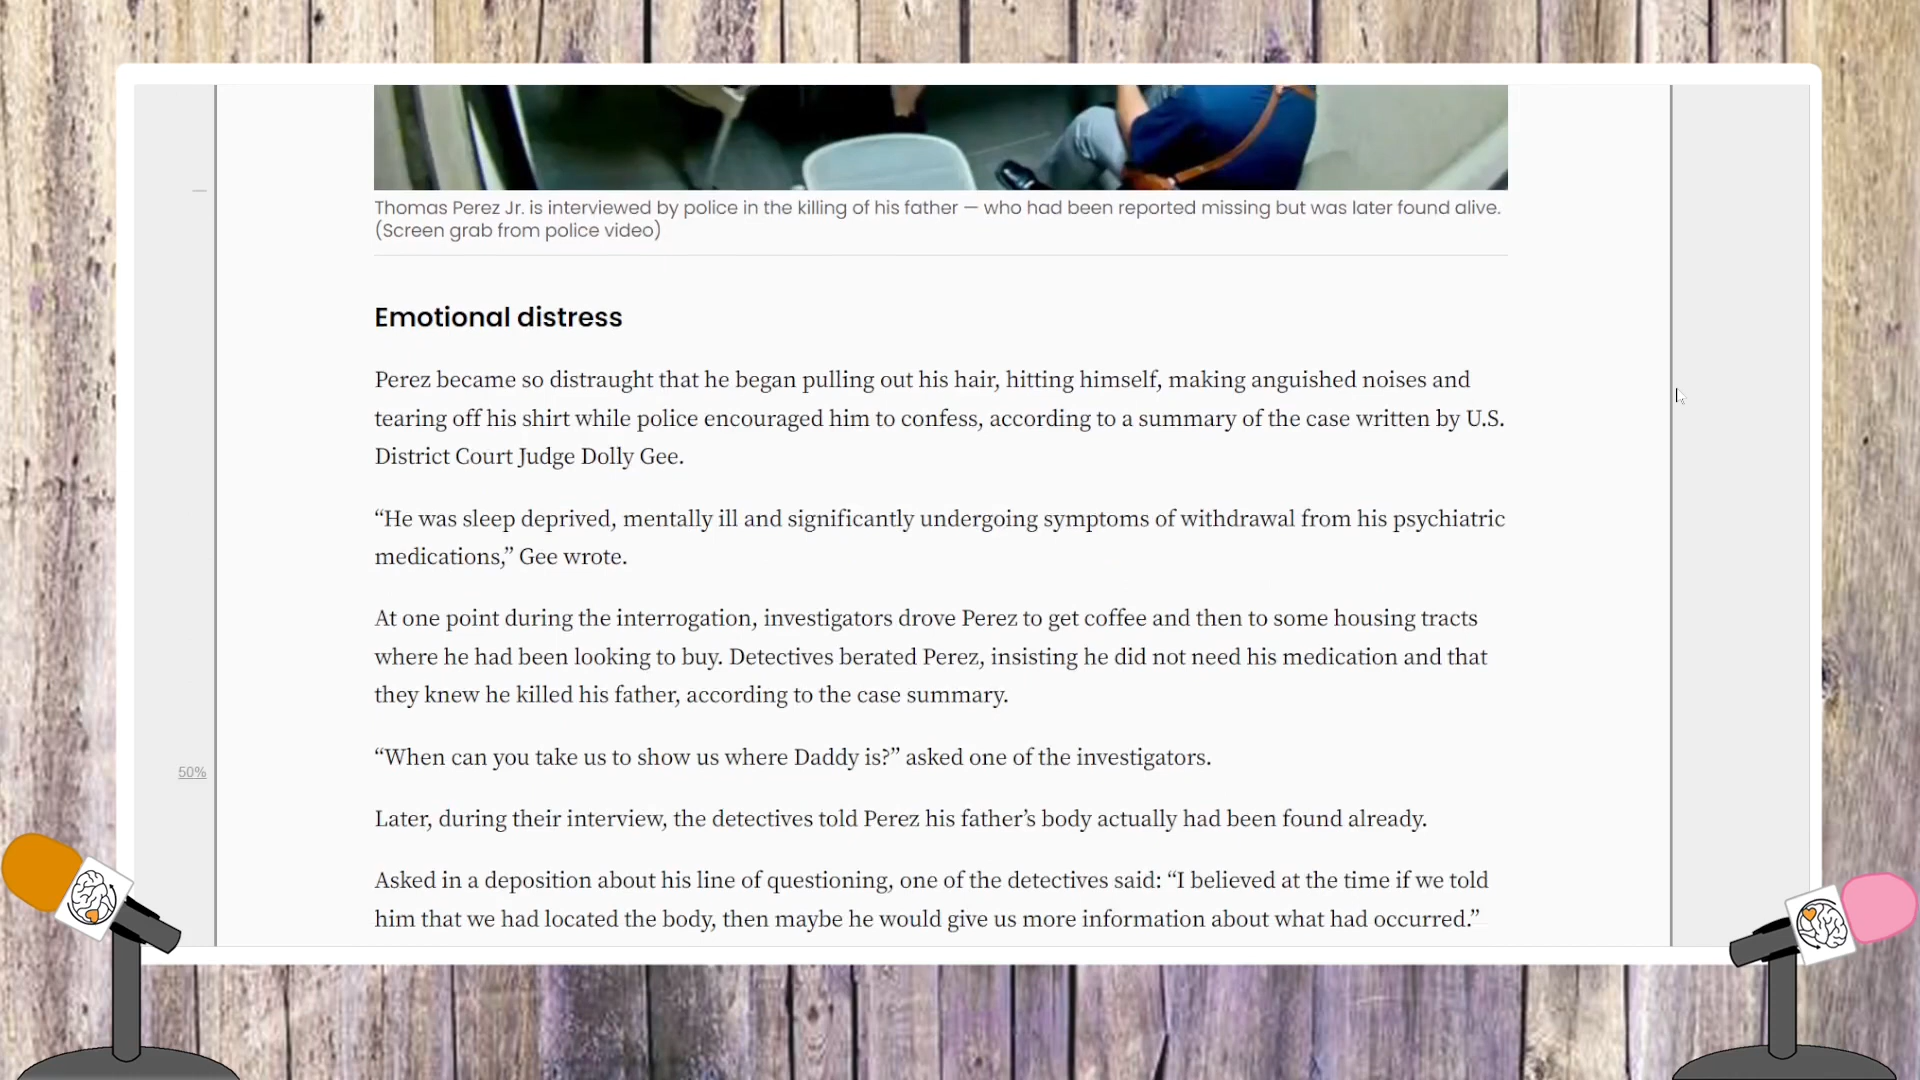 Thomas Perez Jr. is interviewed by police in the killing of his father — who had been reported missing but was later found alive.
(Screen grab from police video)
Emotional distress
Perez became so distraught that he began pulling out his hair, hitting himself, making anguished noises and
tearing off his shirt while police encouraged him to confess, according to a summary of the case written by U.S.
District Court Judge Dolly Gee.
“He was sleep deprived, mentally ill and significantly undergoing symptoms of withdrawal from his psychiatric
medications,” Gee wrote.
At one point during the interrogation, investigators drove Perez to get coffee and then to some housing tracts
where he had been looking to buy. Detectives berated Perez, insisting he did not need his medication and that
they knew he killed his father, according to the case summary.
“When can you take us to show us where Daddy is?” asked one of the investigators.
50%
Later, during their interview, the detectives told Perez his father’s body actually had been found already.
Asked in a deposition about his line of questioning, one of the detectives said: “I believed at the time if we told
him that we had located the body, then maybe he would give us more information about what had occurred.”